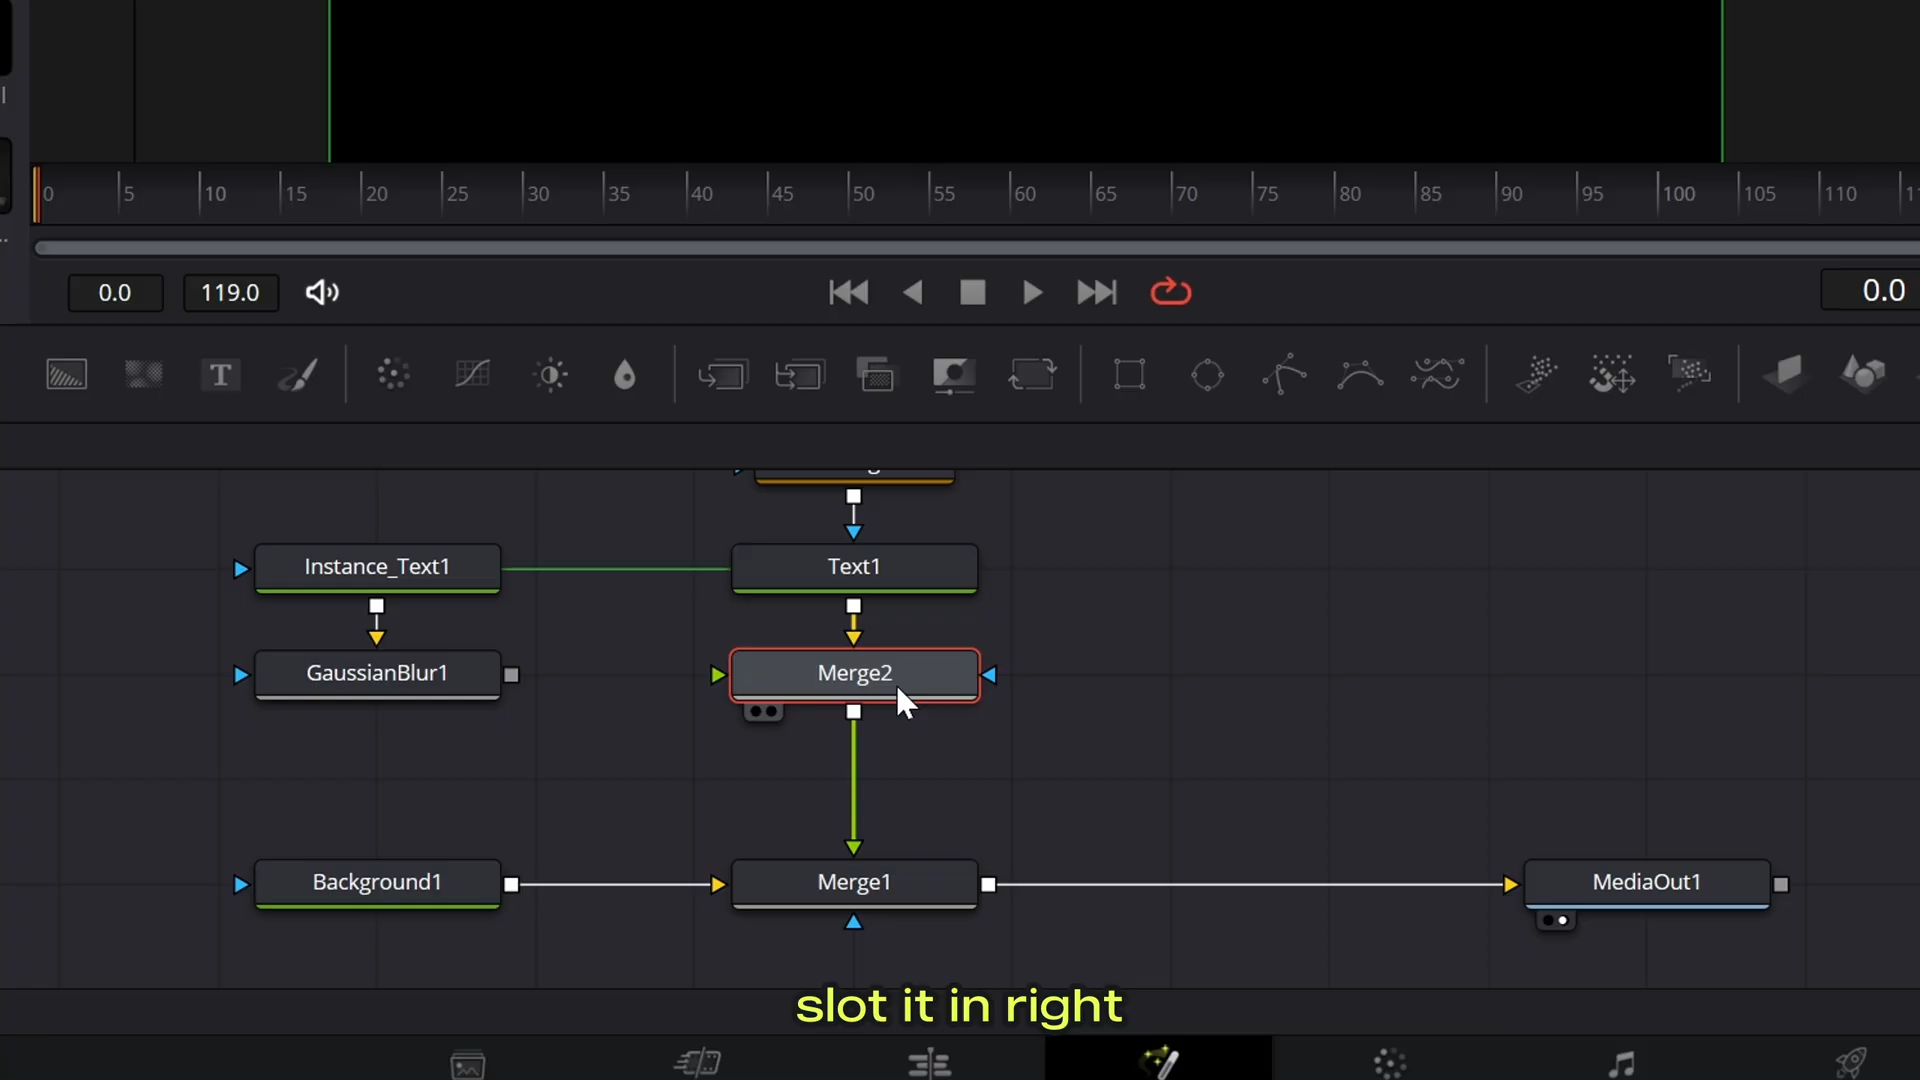 0 5 10 15 20 25 30 35 40 45 50 55 60 65 70 75 80 85 90 95 100 105 110
0.0 119.0 0.0
T
Instance_Text1 Text1
GaussianBlur1 Merge2
Background1 Merge1 MediaOut1
slot it in right